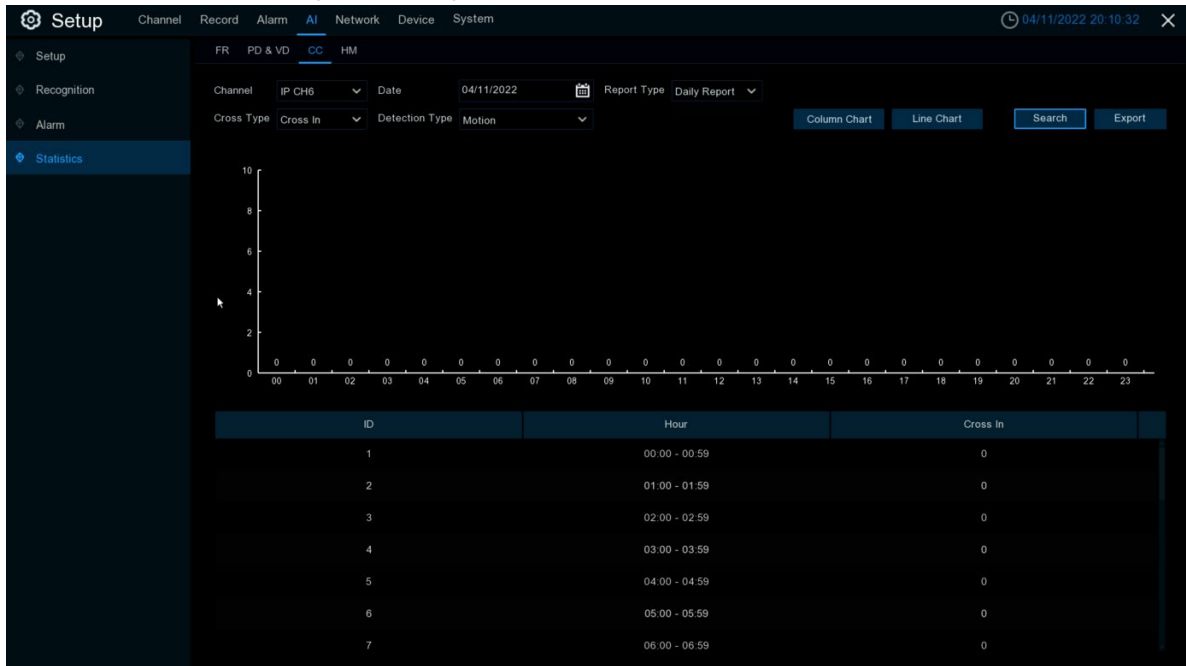 Setup Channel Record Alarm AI Network Device System 04/11/2022 20:10:32
Setup
Recognition
Alarm
Statistics
FR PD & VD CC HM
Channel IP CH6 Date 04/11/2022 Report Type Daily Report
Cross Type Cross In Detection Type Motion Column Chart Line Chart Search Export
10
8
6
4
2
0 0 0 0 0 0 0 0 0 0 0 0 0 0 0 0 0 0 0 0 0 0 0 0
0
00 01 02 03 04 05 06 07 08 09 10 11 12 13 14 15 16 17 18 19 20 21 22 23
ID Hour Cross In
1 00:00 - 00:59 0
2 01:00 - 01:59 0
3 02:00 - 02:59 0
4 03:00 - 03:59 0
5 04:00 - 04:59 0
6 05:00 - 05:59 0
7 06:00 - 06:59 0